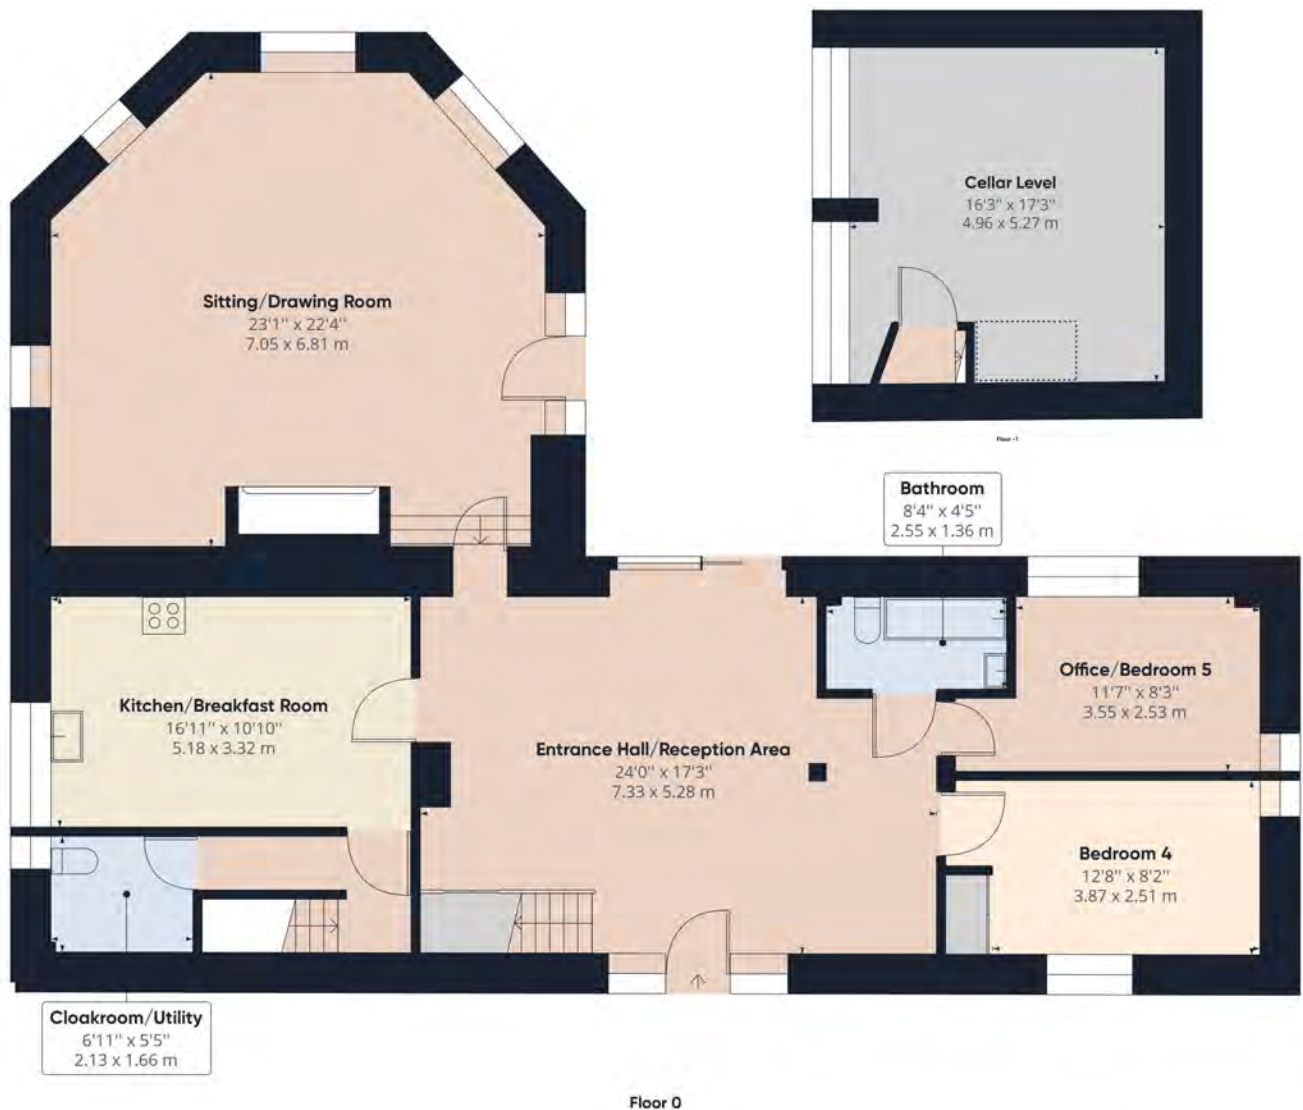 Cellar Level
16'3" x 17'3"
4.96 x 5.27 m
Floor -1
Sitting/Drawing Room
23'1" x 22'4"
7.05 x 6.81 m
Bathroom
8'4" x 4'5"
2.55 x 1.36 m
Kitchen/Breakfast Room
16'11" x 10'10"
5.18 x 3.32 m
Entrance Hall/Reception Area
24'0" x 17'3"
7.33 x 5.28 m
Office/Bedroom 5
11'7" x 8'3"
3.55 x 2.53 m
Bedroom 4
12'8" x 8'2"
3.87 x 2.51 m
Cloakroom/Utility
6'11" x 5'5"
2.13 x 1.66 m
Floor 0